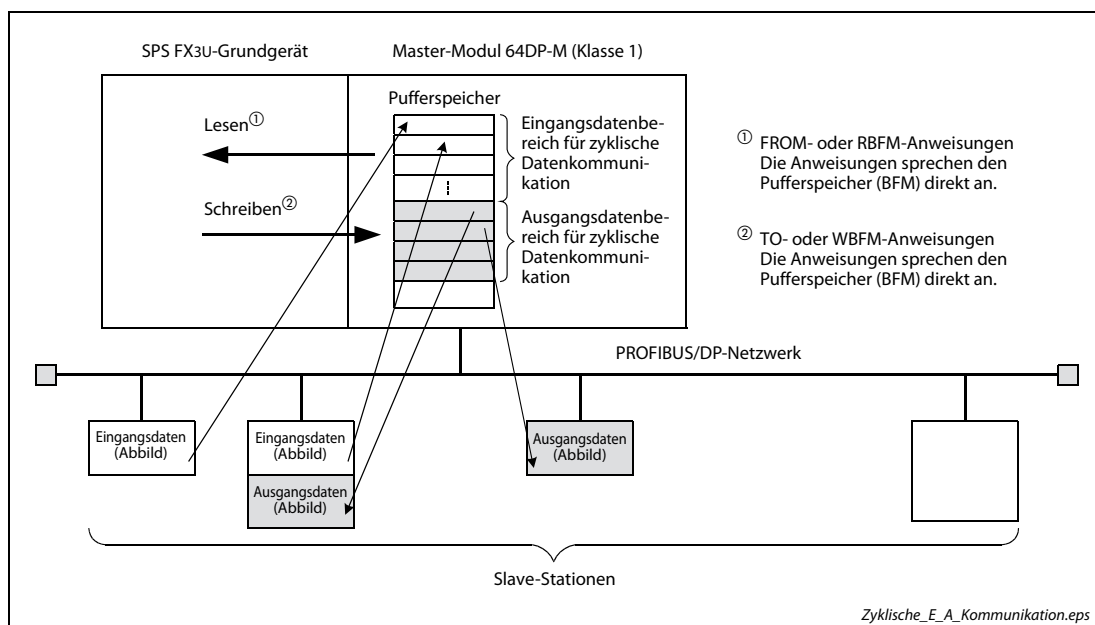 SPS FX3U-Grundgerät
Master-Modul 64DP-M (Klasse 1)
Pufferspeicher
Lesen①
Schreiben②
Eingangsdatenbe-
reich für zyklische
Datenkommuni-
kation
Ausgangsdatenbe-
reich für zyklische
Datenkommuni-
kation
① FROM- oder RBFM-Anweisungen
Die Anweisungen sprechen den
Pufferspeicher (BFM) direkt an.
② TO- oder WBFM-Anweisungen
Die Anweisungen sprechen den
Pufferspeicher (BFM) direkt an.
PROFIBUS/DP-Netzwerk
Eingangsdaten
(Abbild)
Eingangsdaten
(Abbild)
Ausgangsdaten
(Abbild)
Ausgangsdaten
(Abbild)
Slave-Stationen
Zyklische_E_A_Kommunikation.eps